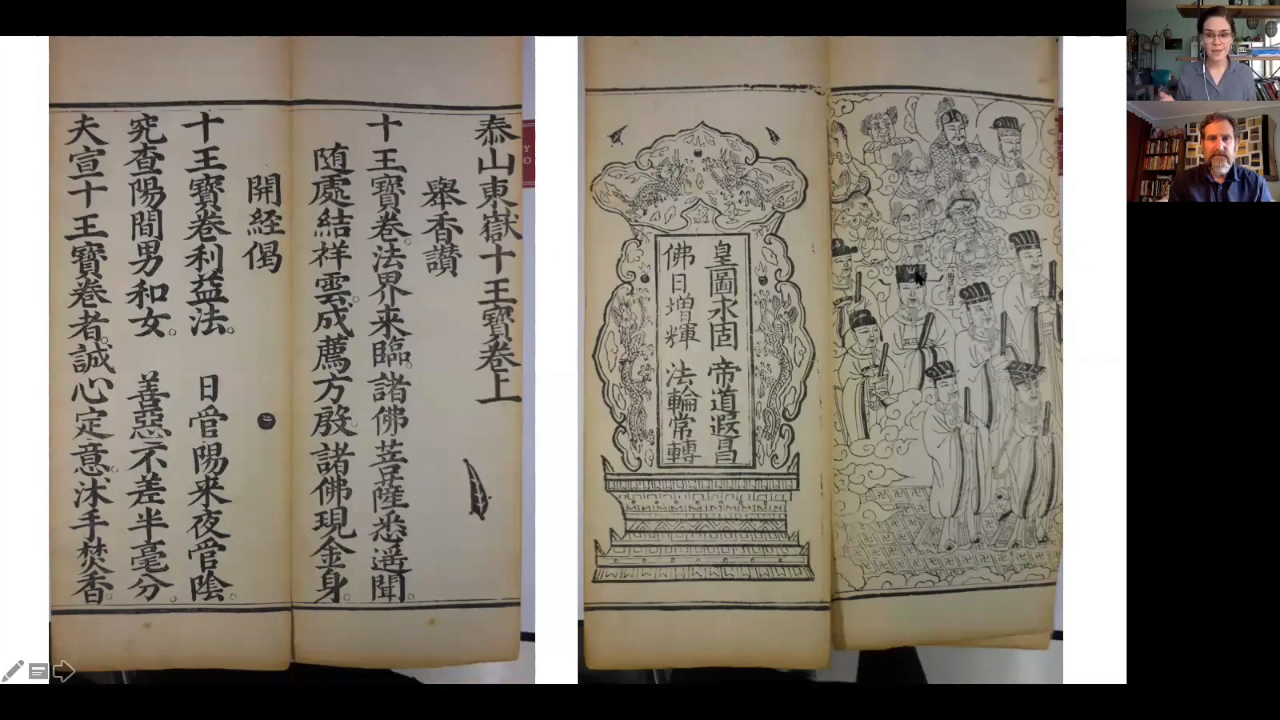 泰山東嶽十王寶卷上
舉香讚
十王寶卷。法界来臨。諸佛菩薩悉遥聞。
随處結祥雲。成薦方殷。諸佛現金身。
開經偈
十王寶卷利益法。 日管陽来夜管陰
究查陽間男和女。 善惡不差半毫分。
夫宣十王寶卷者。誠心定意。沐手焚香。
皇圖永固 帝道遐昌
佛日增輝 法輪常轉